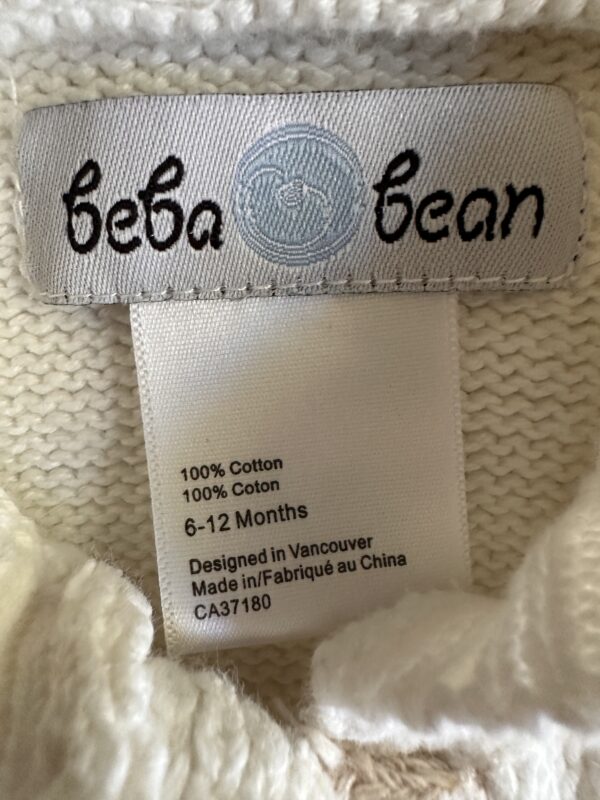 beba bean
100% Cotton
100% Coton
6-12 Months
Designed in Vancouver
Made in/Fabriqué au China
CA37180